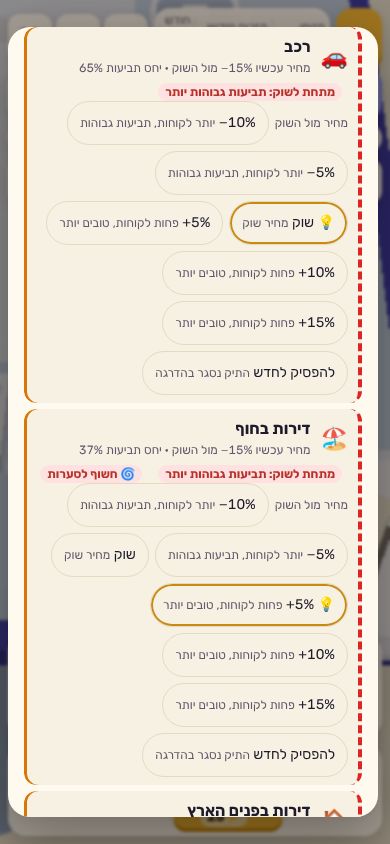 רכב
מחיר עכשיו −15% מול השוק • יחס תביעות 65%
מתחת לשוק: תביעות גבוהות יותר
מחיר מול השוק −10% יותר לקוחות, תביעות גבוהות
−5% יותר לקוחות, תביעות גבוהות
💡 שוק מחיר שוק +5% פחות לקוחות, טובים יותר
+10% פחות לקוחות, טובים יותר
+15% פחות לקוחות, טובים יותר
להפסיק לחדש התיק נסגר בהדרגה
דירות בחוף
מחיר עכשיו −15% מול השוק • יחס תביעות 37%
מתחת לשוק: תביעות גבוהות יותר 🌀 חשוף לסערות
מחיר מול השוק −10% יותר לקוחות, תביעות גבוהות
−5% יותר לקוחות, תביעות גבוהות שוק מחיר שוק
💡 +5% פחות לקוחות, טובים יותר
+10% פחות לקוחות, טובים יותר
+15% פחות לקוחות, טובים יותר
להפסיק לחדש התיק נסגר בהדרגה
דירות בפנים הארץ